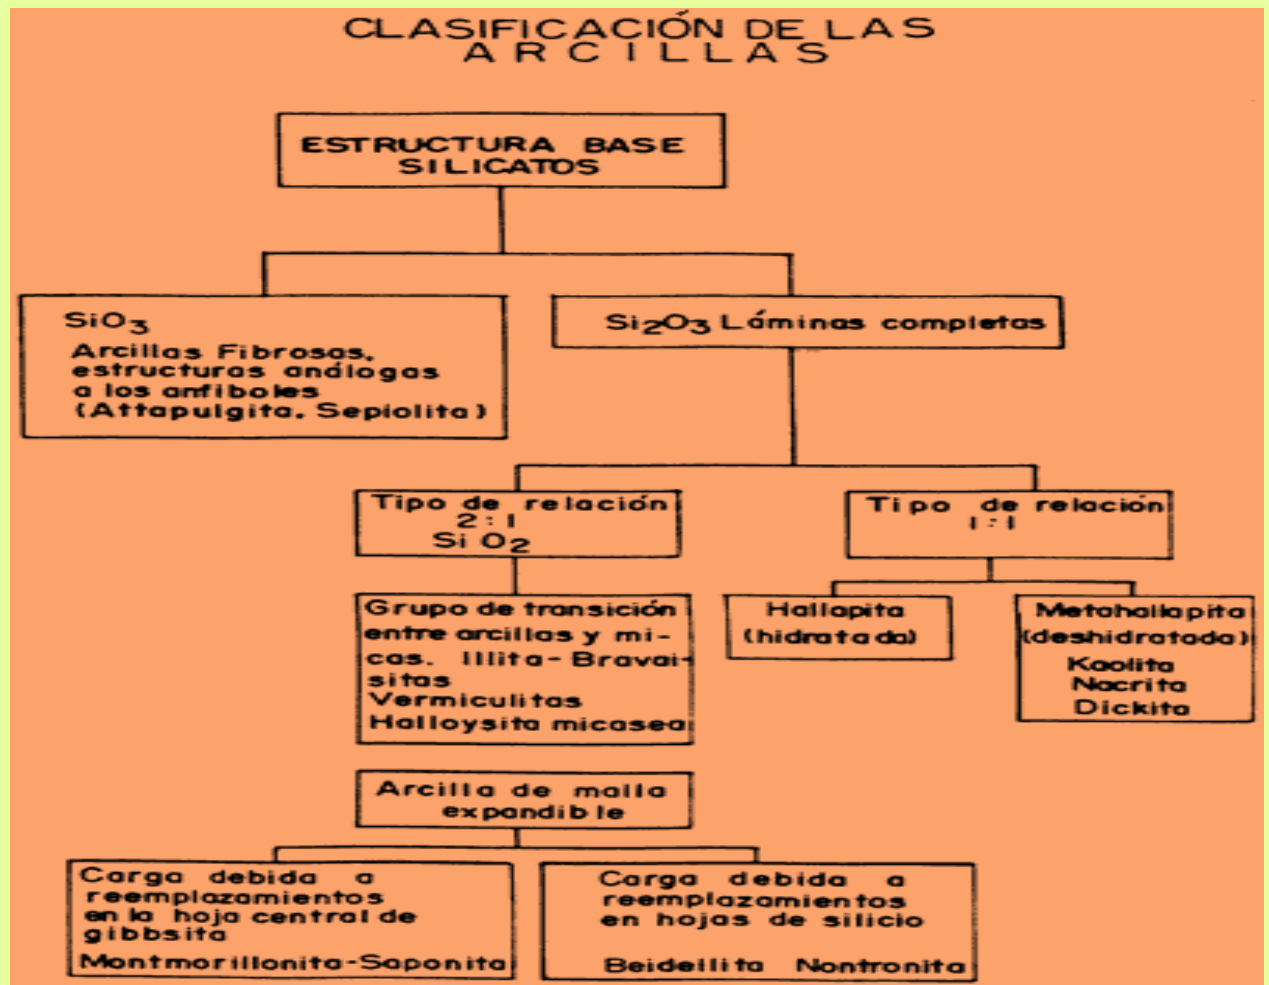 CLASIFICACIÓN DE LAS
ARCILLAS
ESTRUCTURA BASE
SILICATOS
SiO3
Arcillas Fibrosas,
estructuras análogas
a los anfiboles
(Attapulgita, Sepiolita)
Si2O3 Láminas completas
Tipo de relación
2:1
SiO2
Tipo de relación
1:1
Grupo de transición
entre arcillas y mi-
cas. Illita-Bravai-
sitas
Vermiculitas
Halloysita micasea
Hallapita
(hidratada)
Metahallapita
(deshidratada)
Kaolita
Nacrita
Dickita
Arcilla de malla
expandible
Carga debida a
reemplazamientos
en la hoja central de
gibbsita
Montmorillonita-Saponita
Carga debida a
reemplazamientos
en hojas de silicio
Beidellita Nontronita